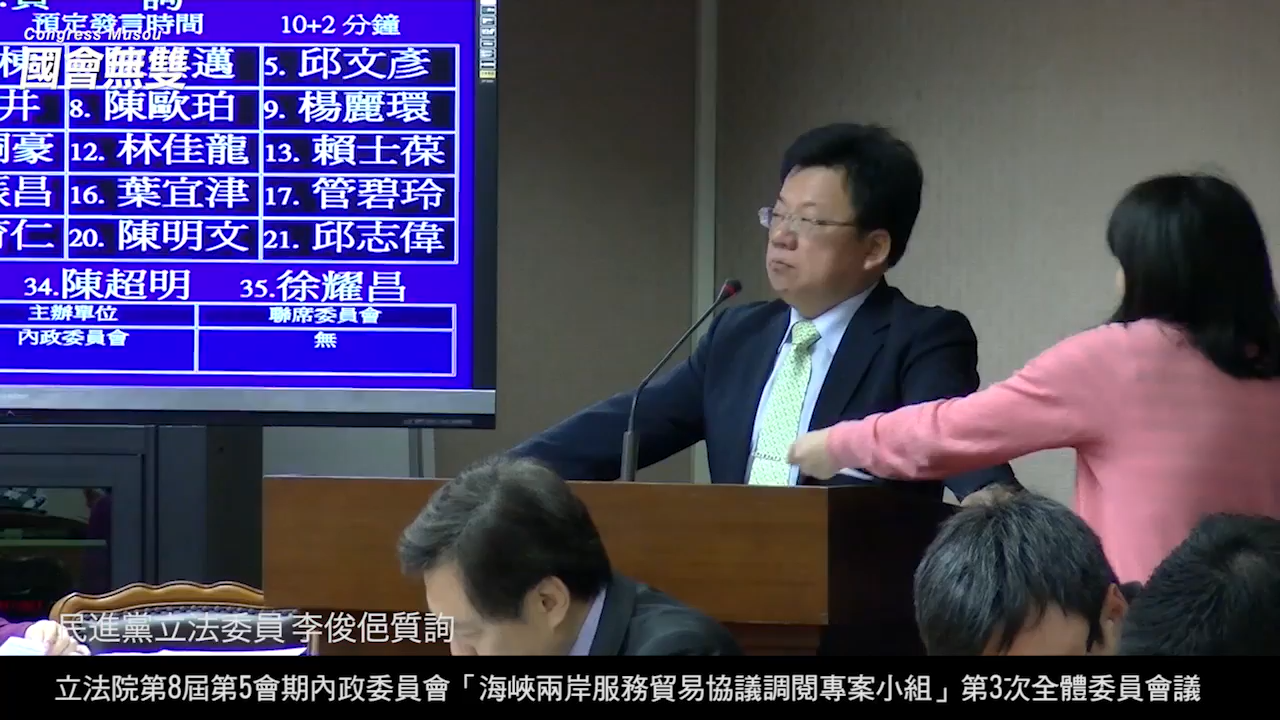 Congress Musou
國會無雙
預定發言時間 10+2 分鐘
5. 邱文彥
井 8. 陳歐珀 9. 楊麗環
豪 12. 林佳龍 13. 賴士葆
昌 16. 葉宜津 17. 管碧玲
仁 20. 陳明文 21. 邱志偉
34.陳超明 35.徐耀昌
主辦單位 聯席委員會
內政委員會 無
民進黨立法委員 李俊俋質詢
立法院第8屆第5會期內政委員會「海峽兩岸服務貿易協議調閱專案小組」第3次全體委員會議